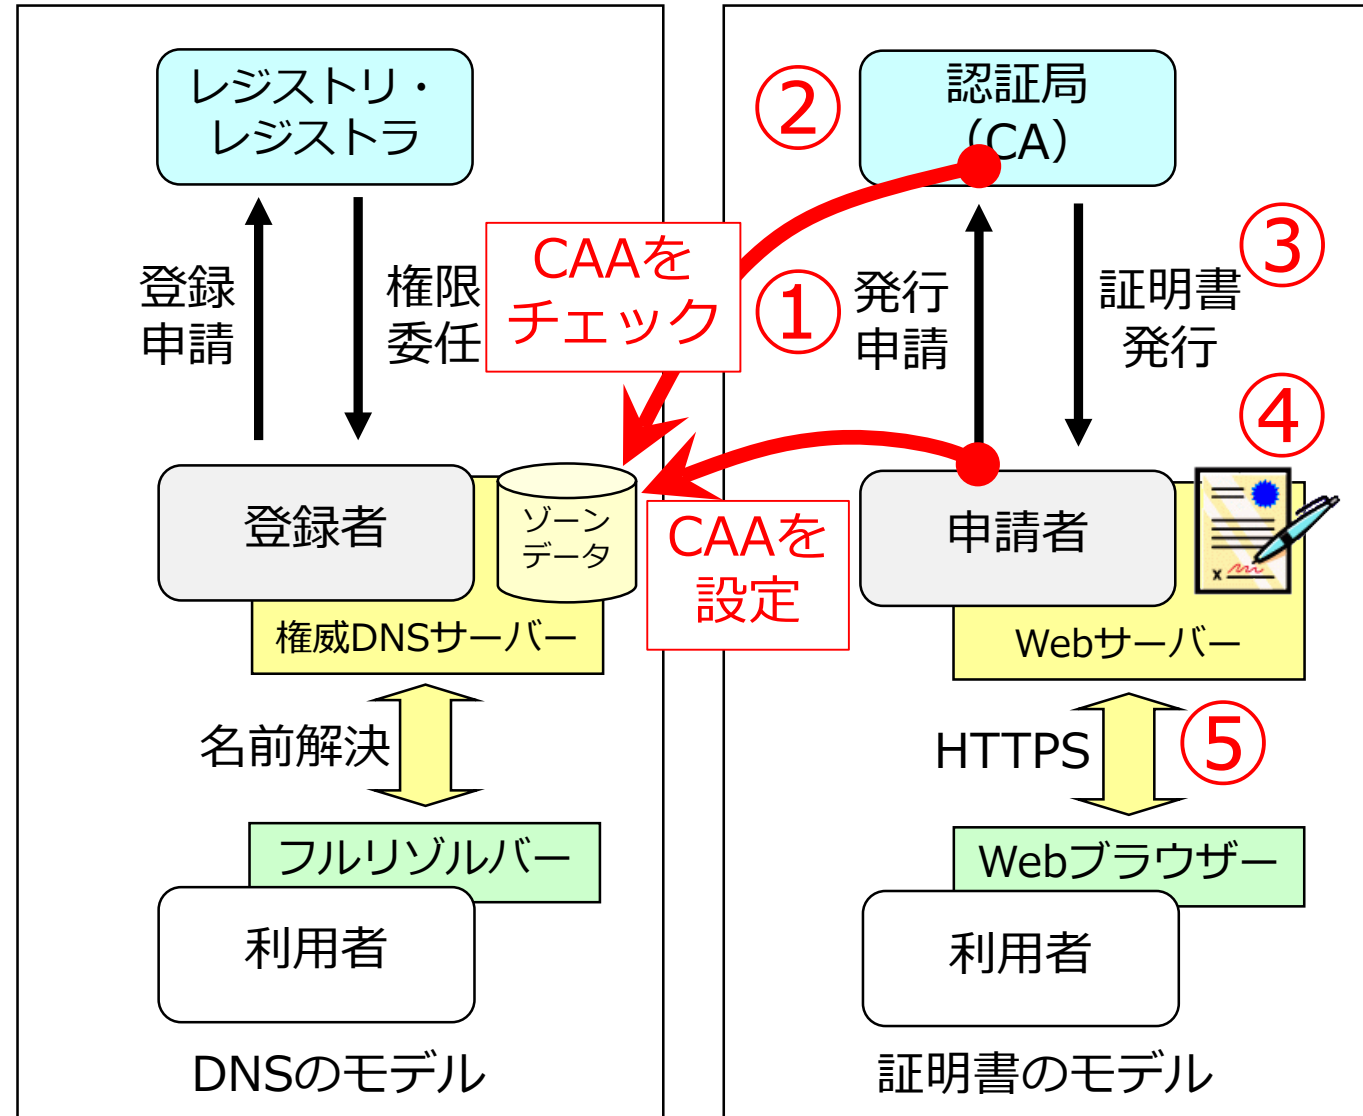 レジストリ・
レジストラ
登録
申請
権限
委任
CAAを
チェック
登録者
ゾーン
データ
権威DNSサーバー
名前解決
フルリゾルバー
利用者
DNSのモデル
②
認証局
（CA）
①
発行
申請
③
証明書
発行
④
CAAを
設定
申請者
x
Webサーバー
HTTPS
⑤
Webブラウザー
利用者
証明書のモデル